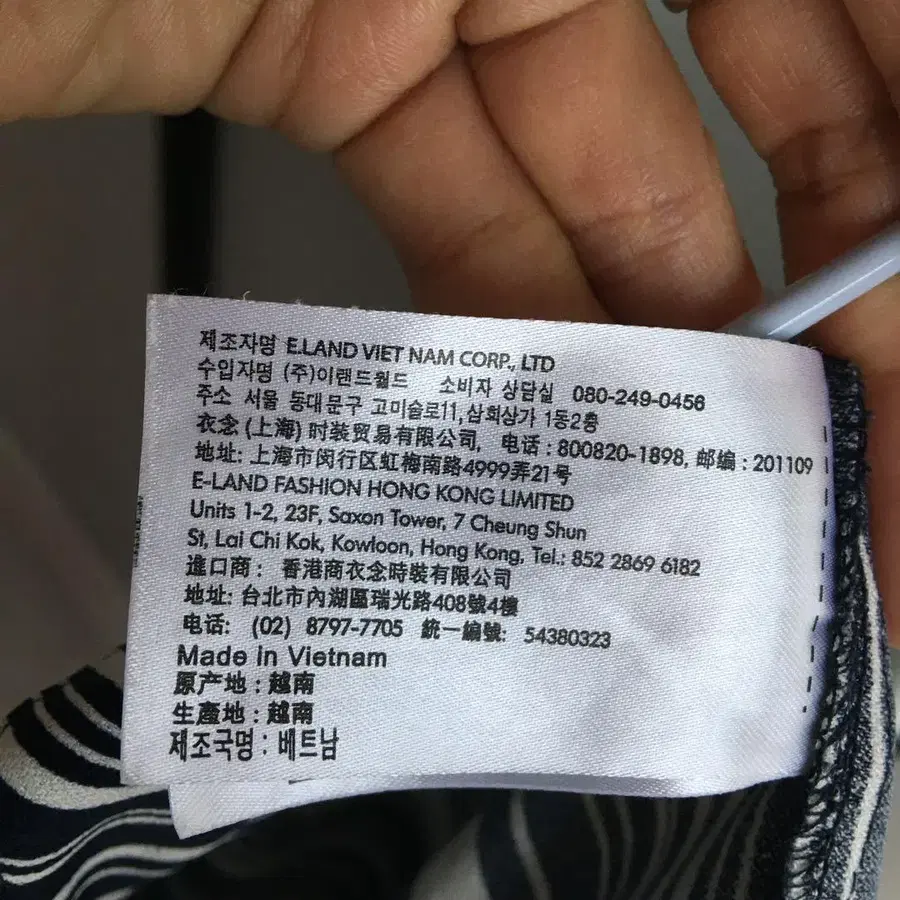 제조자명 E.LAND VIET NAM CORP., LTD
수입자명 (주)이랜드월드 소비자 상담실 080-249-0456
주소 서울 동대문구 고미술로11,삼희상가 1동2층
衣念 (上海) 时装贸易有限公司, 电话 : 800820-1898, 邮编 : 201109
地址: 上海市闵行区虹梅南路4999弄21号
E-LAND FASHION HONG KONG LIMITED
Units 1-2, 23F, Saxon Tower, 7 Cheung Shun
St, Lai Chi Kok, Kowloon, Hong Kong, Tel.: 852 2869 6182
進口商 : 香港商衣念時裝有限公司
地址: 台北市內湖區瑞光路408號4樓
电话: (02) 8797-7705 統一編號: 54380323
Made in Vietnam
原产地 : 越南
生產地 : 越南
제조국명 : 베트남